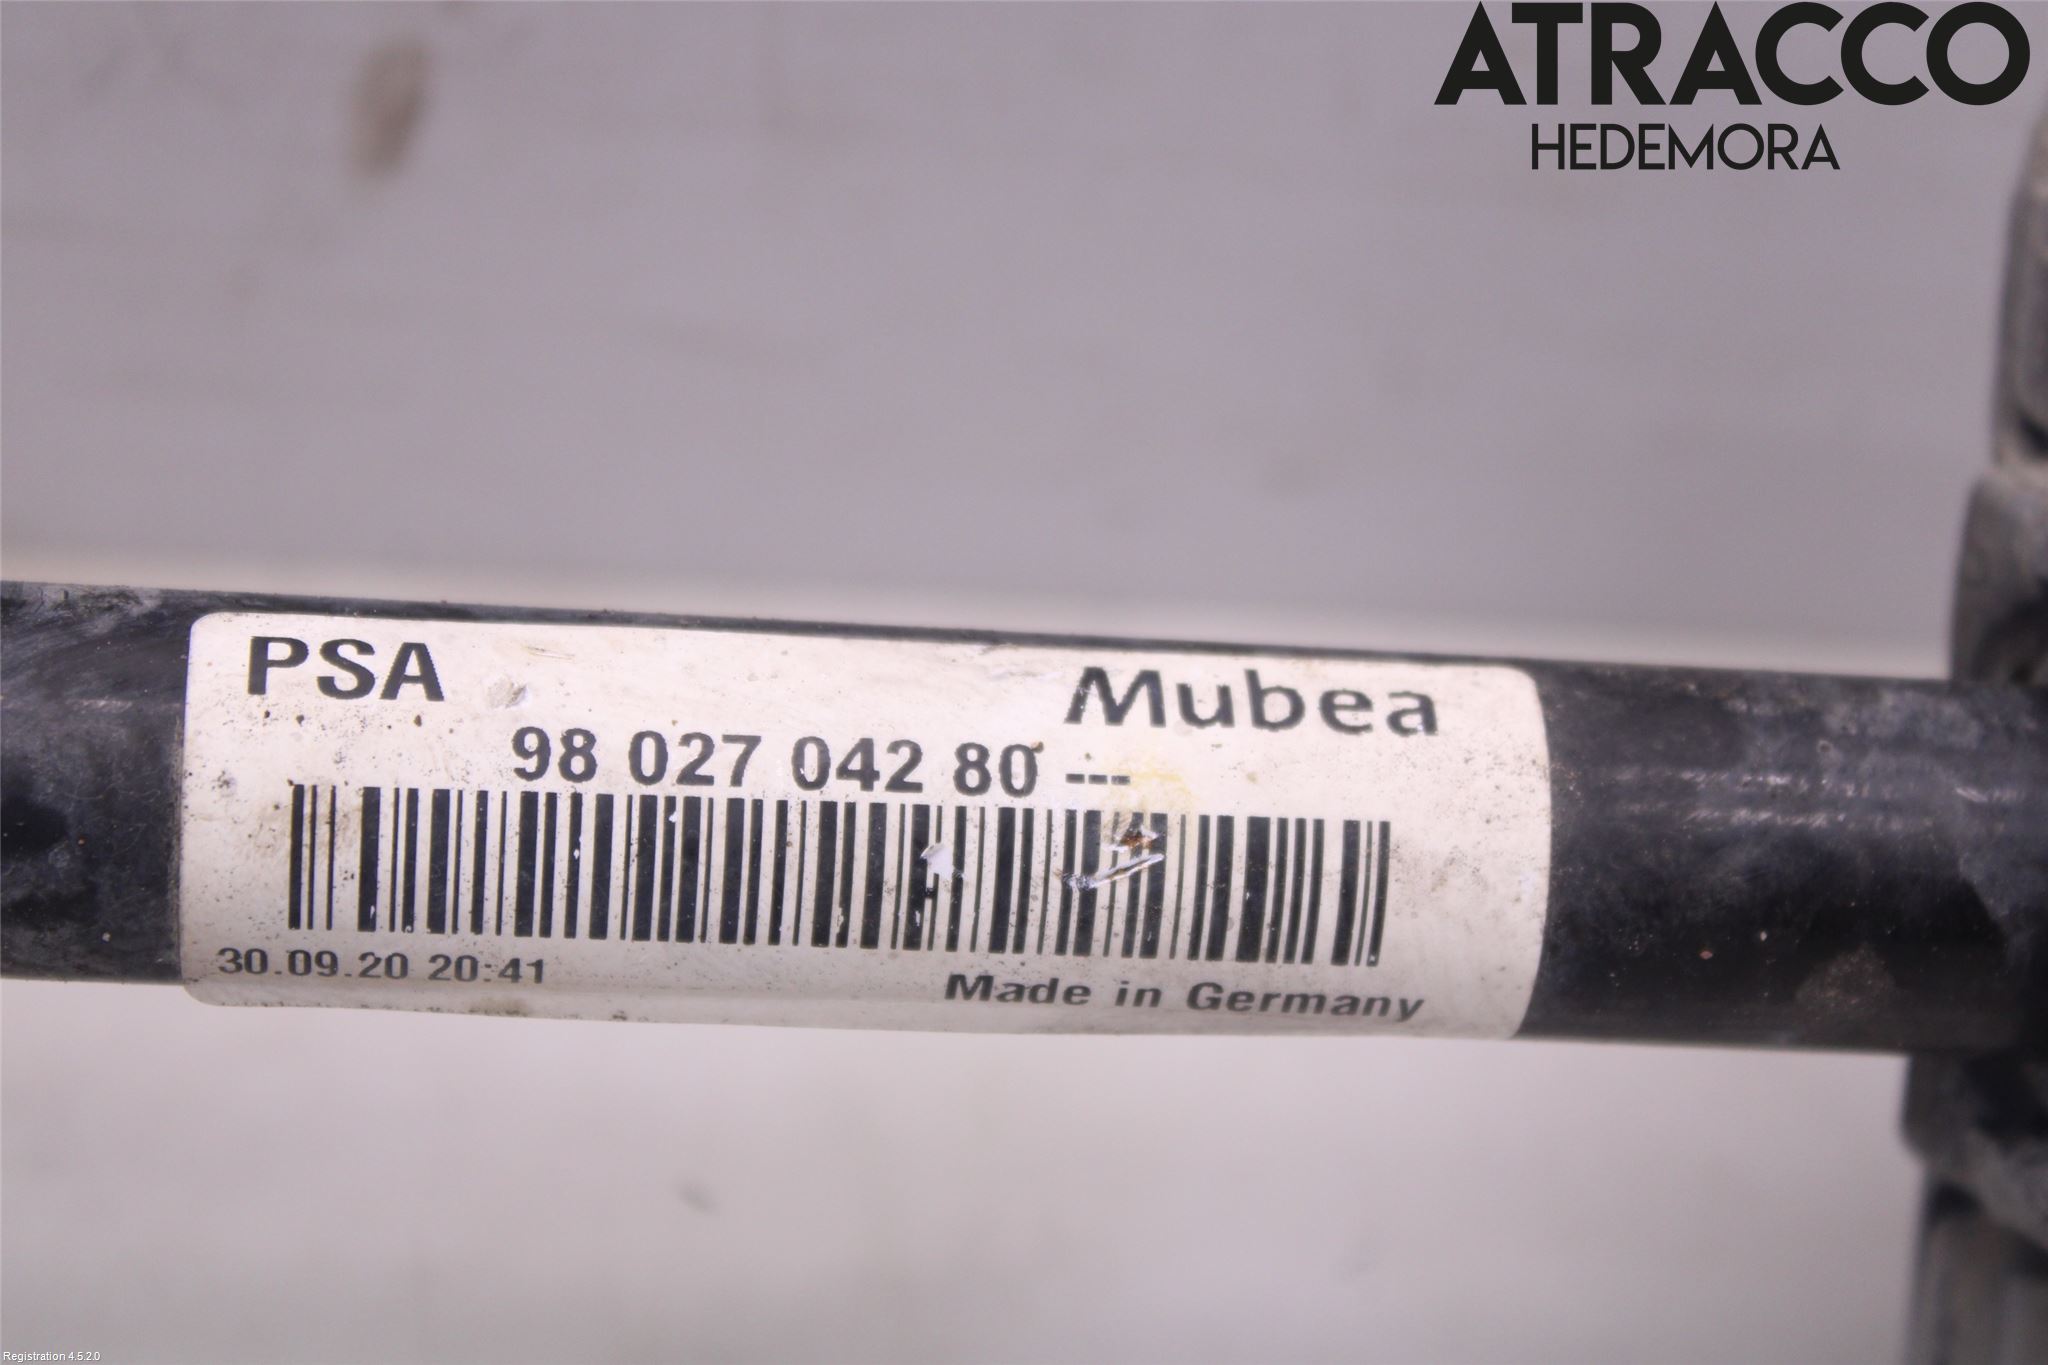 ATRACCO
HEDEMORA
PSA
Mubea
98 027 042 80 ---
30.09.20 20:41
Made in Germany
Registration 4.5.2.0